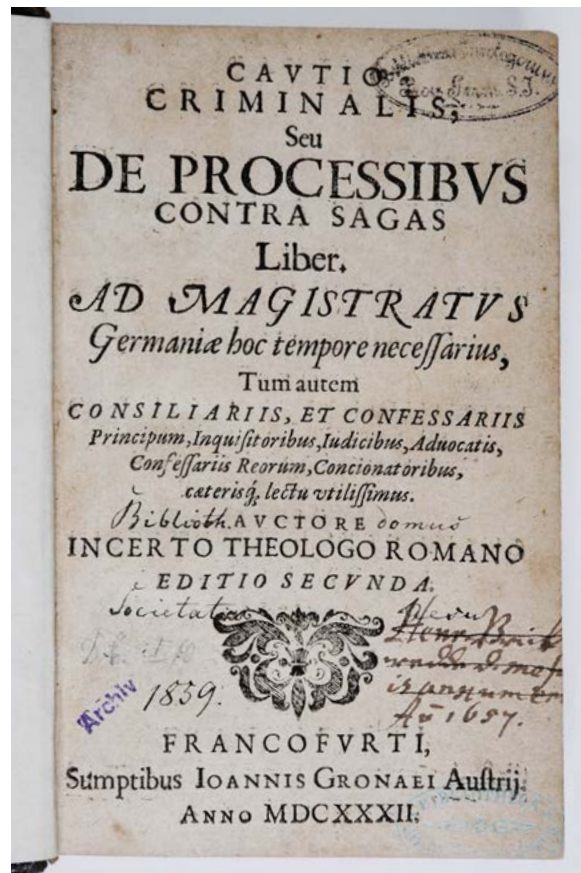 CAVTIO
CRIMINALIS,
Seu
DE PROCESSIBVS
CONTRA SAGAS
Liber.
AD MAGISTRATVS
Germaniæ hoc tempore neceſſarius,
Tum autem
CONSILIARIIS, ET CONFESSARIIS
Principum, Inquiſitoribus, Iudicibus, Aduocatis,
Confeſſariis Reorum, Concionatoribus,
cæterisq́; lectu vtiliſſimus.
Biblioth. AVCTORE domus
INCERTO THEOLOGO ROMANO
EDITIO SECVNDA.
Societatis
1839.
Archiv
Aũ 1657.
FRANCOFVRTI,
Sumptibus IOANNIS GRONAEI Auſtrij.
ANNO MDCXXXII.